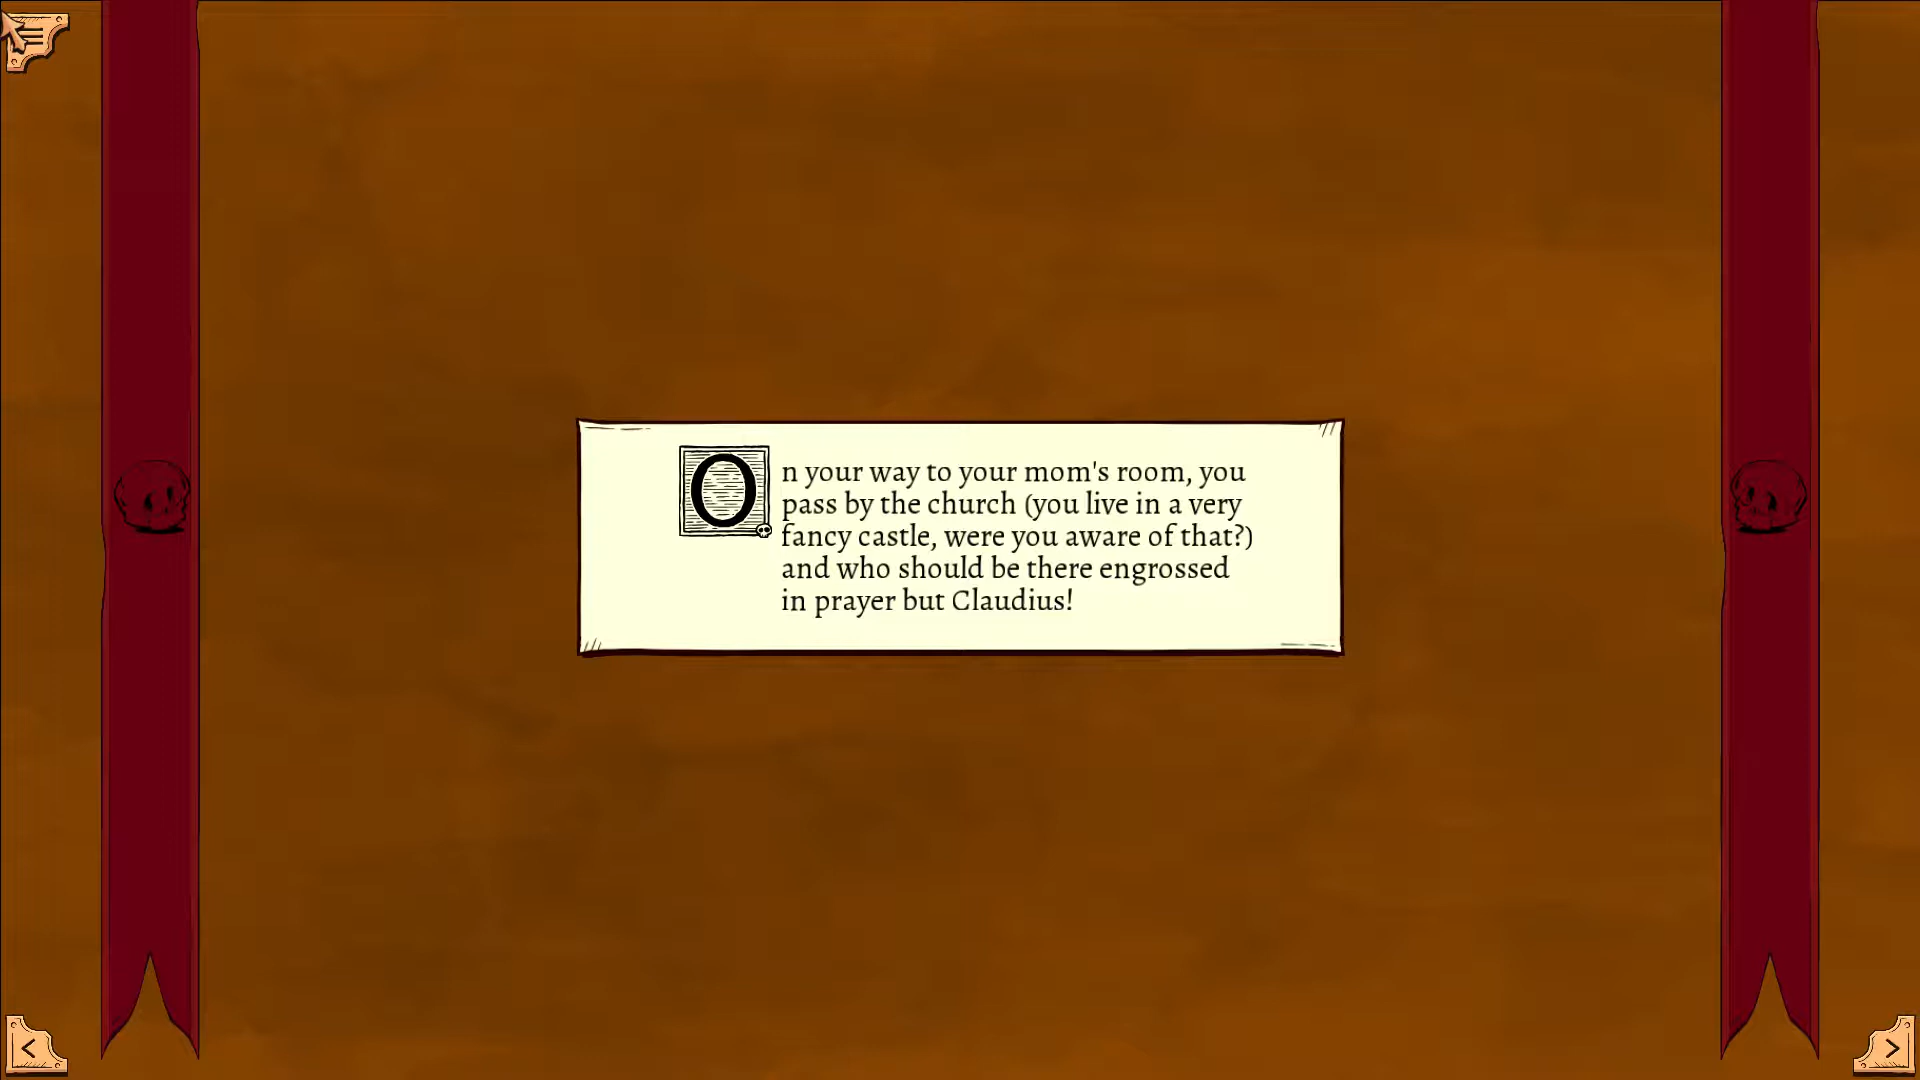 On your way to your mom's room, you
pass by the church (you live in a very
fancy castle, were you aware of that?)
and who should be there engrossed
in prayer but Claudius!
<
>